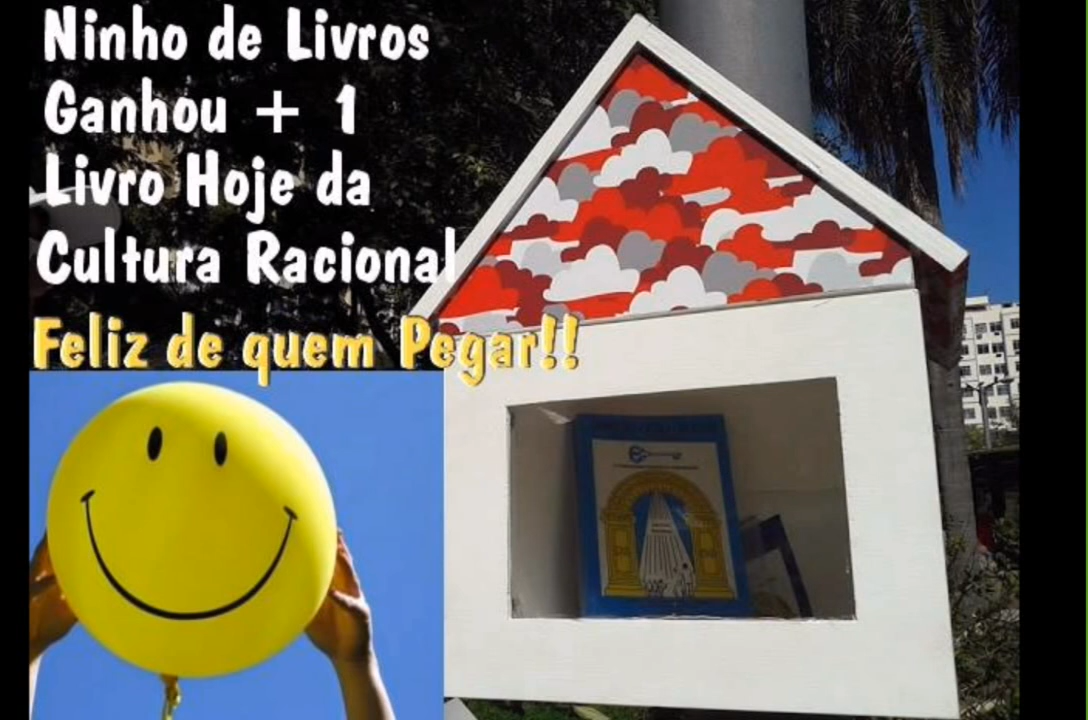 Ninho de Livros
Ganhou + 1
Livro Hoje da
Cultura Racional
Feliz de quem Pegar!!